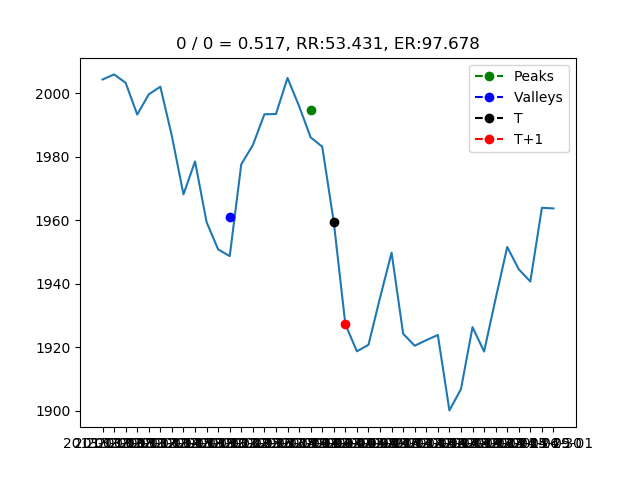 0 / 0 = 0.517, RR:53.431, ER:97.678
Peaks
Valleys
T
T+1
2000
1980
1960
1940
1920
1900